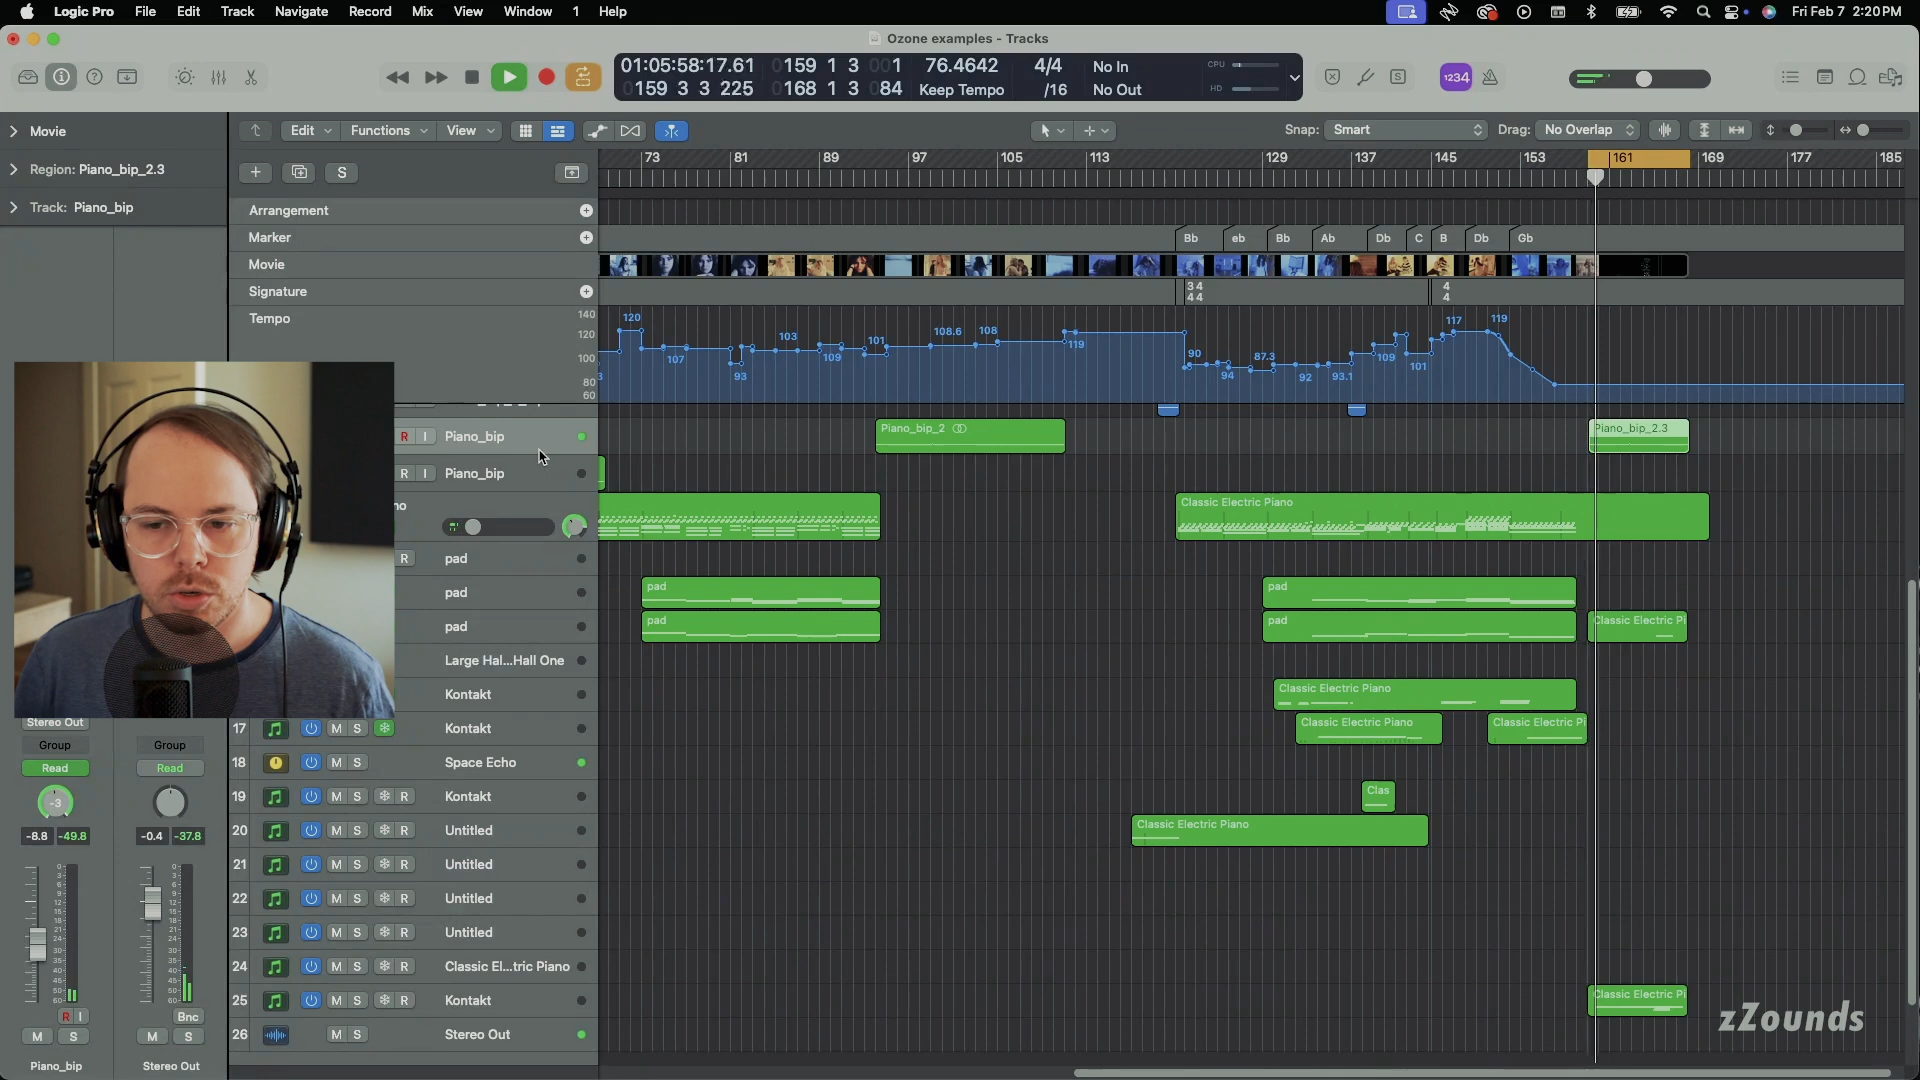 Logic Pro File Edit Track Navigate Record Mix View Window 1 Help
Fri Feb 7 2:20 PM
Ozone examples - Tracks
01:05:58:17.61 0159 1 3 001 76.4642 4/4 No In CPU
0159 3 3 225 0168 1 3 084 Keep Tempo /16 No Out HD
1234
Movie
Edit Functions View
Snap: Smart Drag: No Overlap
Region: Piano_bip_2.3
Track: Piano_bip
S
73 81 89 97 105 113 129 137 145 153 161 169 177 185
Arrangement
Marker
Bb eb Bb Ab Db C B Db Gb
Movie
Signature
3 4 4
4 4 4
Tempo
140
120
100
80
60
120 107 93 103 109 101 108.6 108 119 90 94 87.3 92 93.1 109 101 117 119
R I Piano_bip
Piano_bip_2
Piano_bip_2.3
R I Piano_bip
no
Classic Electric Piano
R pad
pad
pad pad
pad
pad pad Classic Electric Pi
Large Hal...Hall One
Kontakt
Classic Electric Piano
17 M S Kontakt
Classic Electric Piano Classic Electric Pi
18 M S Space Echo
19 M S R Kontakt
Clas
20 M S R Untitled
Classic Electric Piano
21 M S R Untitled
22 M S R Untitled
23 M S R Untitled
24 M S R Classic El...tric Piano
25 M S R Kontakt
Classic Electric Pi
26 M S Stereo Out
Stereo Out
Group Group
Read Read
-3
-8.8 -49.8 -0.4 -37.8
R I Bnc
M S M S
Piano_bip Stereo Out
zZounds